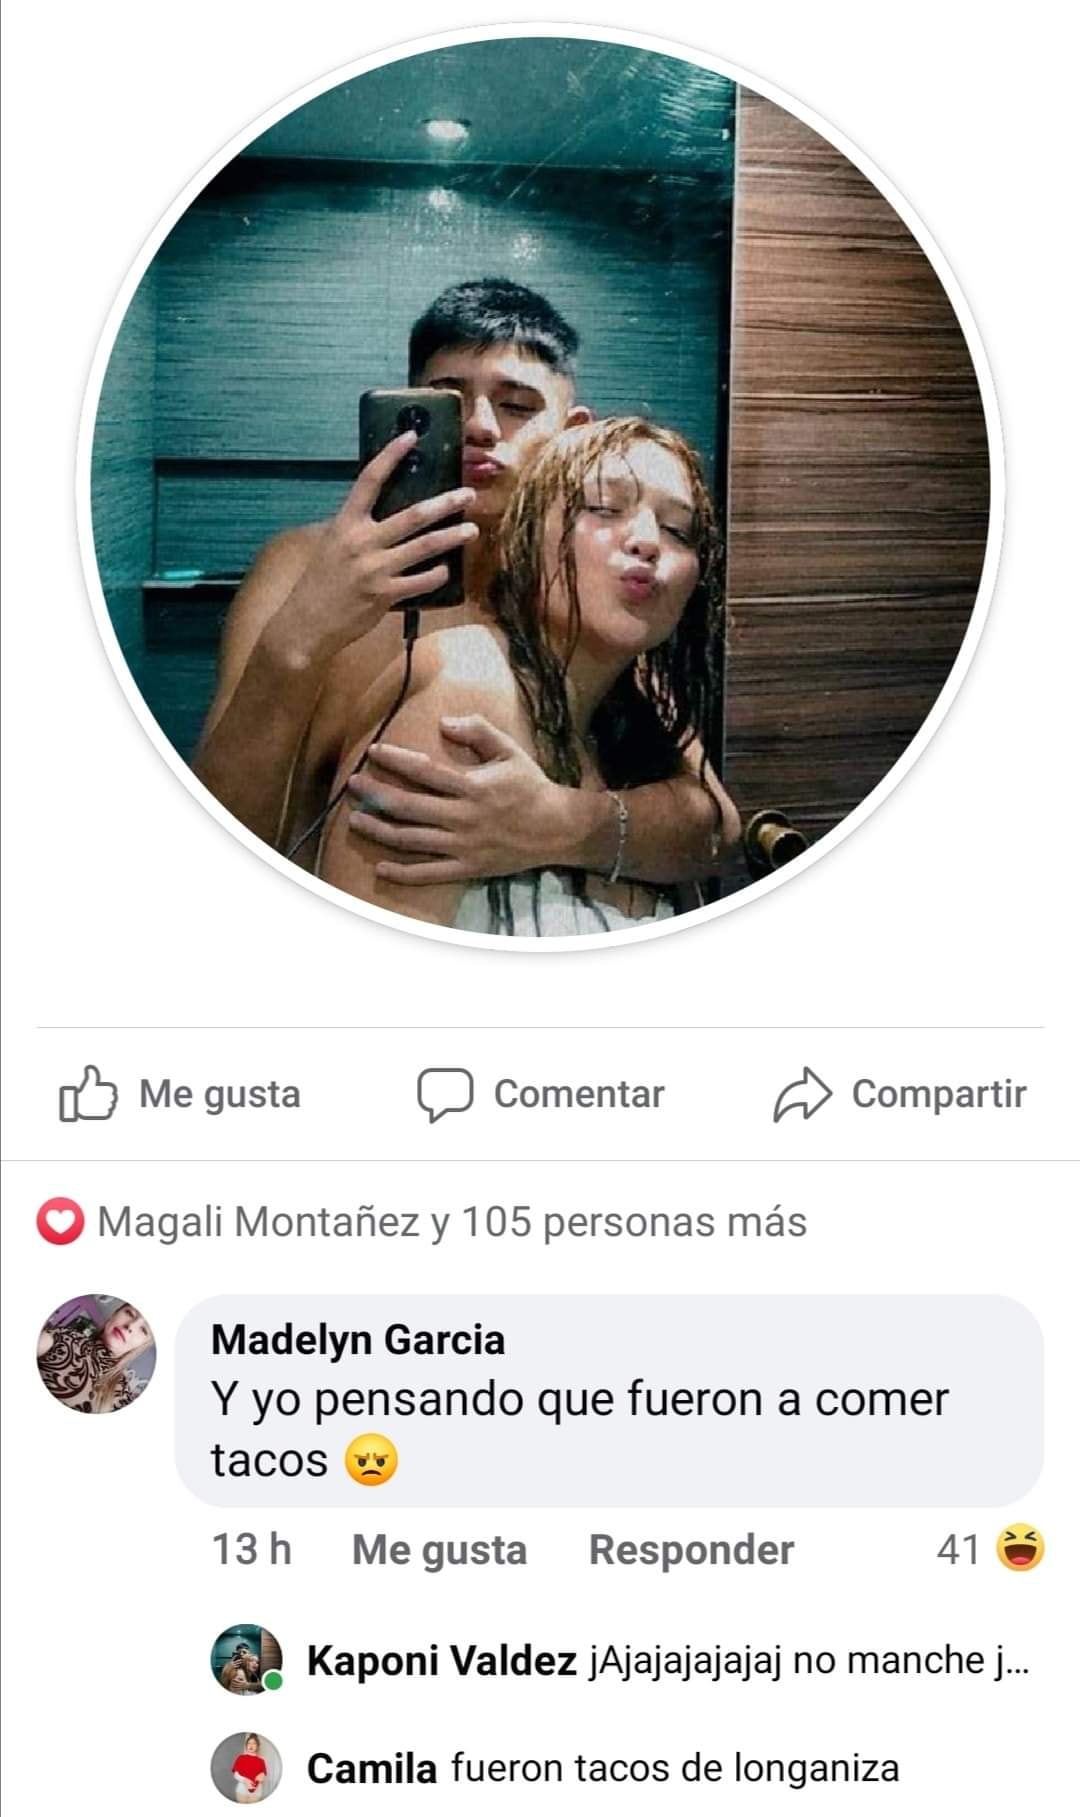 Me gusta
Comentar
Compartir
Magali Montañez y 105 personas más
Madelyn Garcia
Y yo pensando que fueron a comer
tacos 😠
13 h Me gusta Responder 41 😆
Kaponi Valdez jAjajajajajaj no manche j...
Camila fueron tacos de longaniza